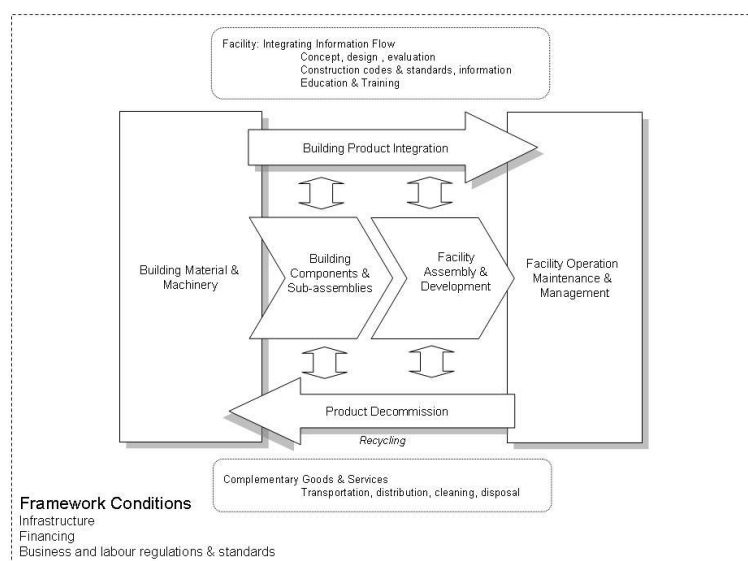 Facility: Integrating Information Flow
Concept, design , evaluation
Construction codes & standards, information
Education & Training
Building Product Integration
Building Material &
Machinery
Building
Components &
Sub-assemblies
Facility
Assembly &
Development
Facility Operation
Maintenance &
Management
Product Decommission
Recycling
Complementary Goods & Services
Transportation, distribution, cleaning, disposal
Framework Conditions
Infrastructure
Financing
Business and labour regulations & standards